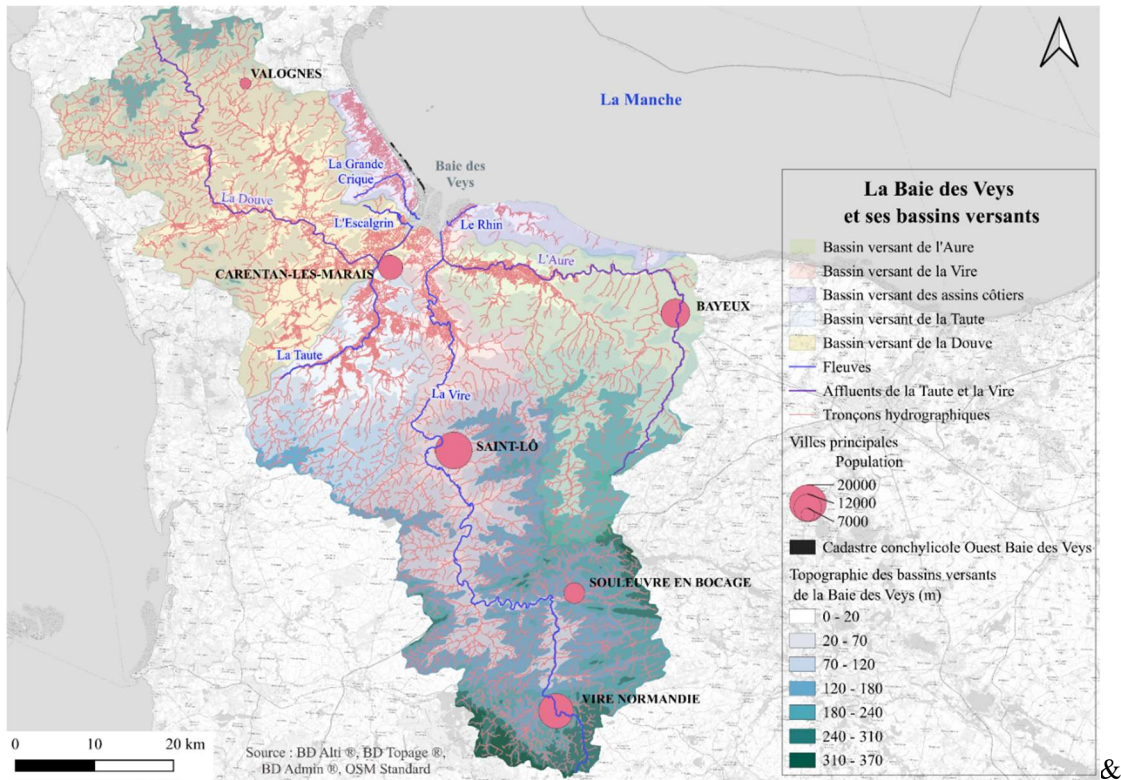 VALOGNES
La Manche
La Grande
Crique
Baie des
Veys
La Douve
L'Escalgrin
Le Rhin
L'Aure
CARENTAN-LES-MARAIS
BAYEUX
La Taute
La Vire
SAINT-LÔ
SOULEUVRE EN BOCAGE
VIRE NORMANDIE
0 10 20 km
Source : BD Alti ®, BD Topage ®,
BD Admin ®, OSM Standard
La Baie des Veys
et ses bassins versants
Bassin versant de l'Aure
Bassin versant de la Vire
Bassin versant des assins côtiers
Bassin versant de la Taute
Bassin versant de la Douve
Fleuves
Affluents de la Taute et la Vire
Tronçons hydrographiques
Villes principales
Population
20000
12000
7000
Cadastre conchylicole Ouest Baie des Veys
Topographie des bassins versants
de la Baie des Veys (m)
0 - 20
20 - 70
70 - 120
120 - 180
180 - 240
240 - 310
310 - 370
&